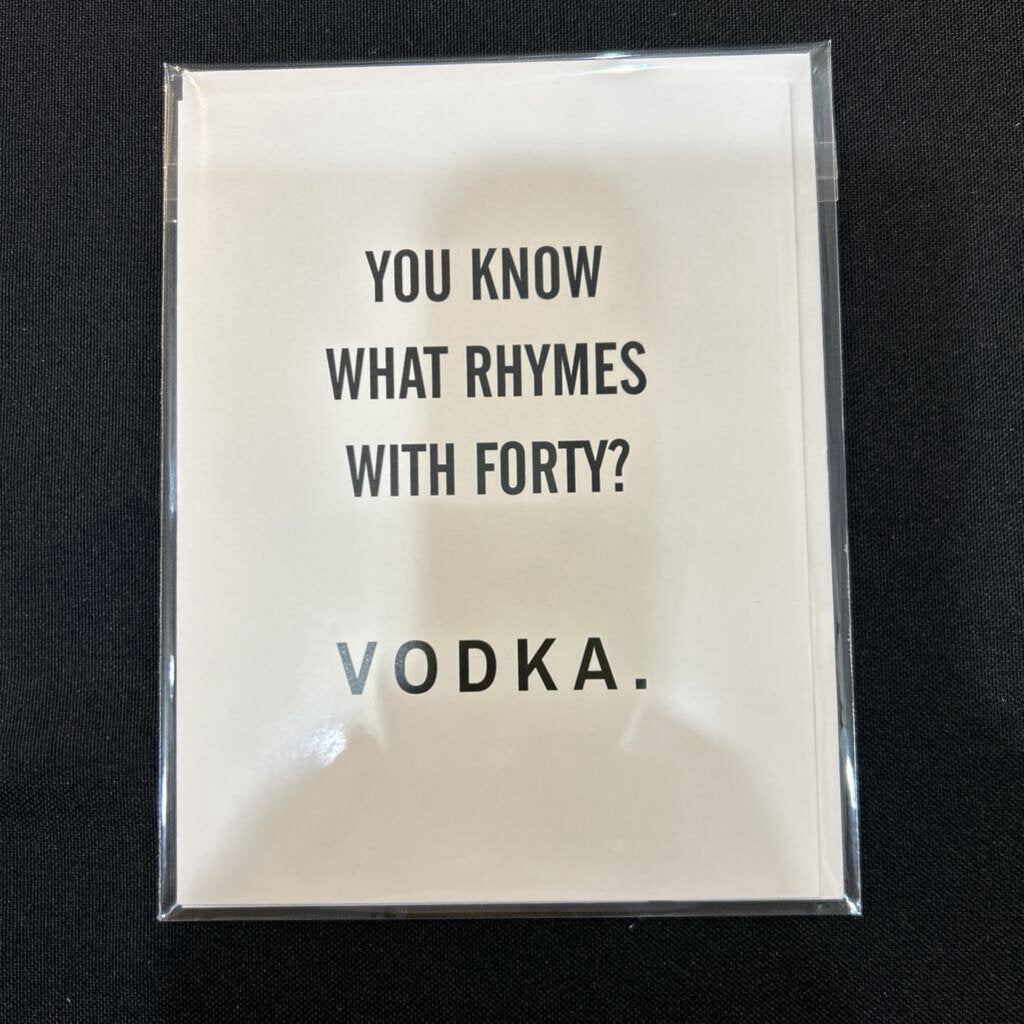 YOU KNOW
WHAT RHYMES
WITH FORTY?
VODKA.